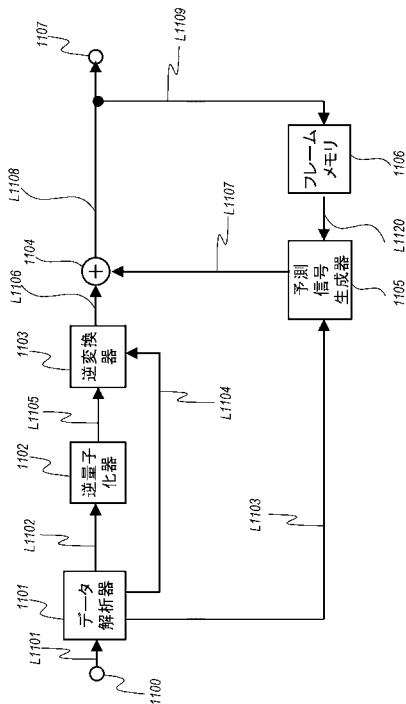 1100
L1101
1101
データ
解析器
L1102
1102
逆量子
化器
L1105
1103
逆変換
器
L1106
1104
+
L1108
1107
L1109
L1104
L1107
L1103
予測
信号
生成器
1105
L1120
フレーム
メモリ
1106